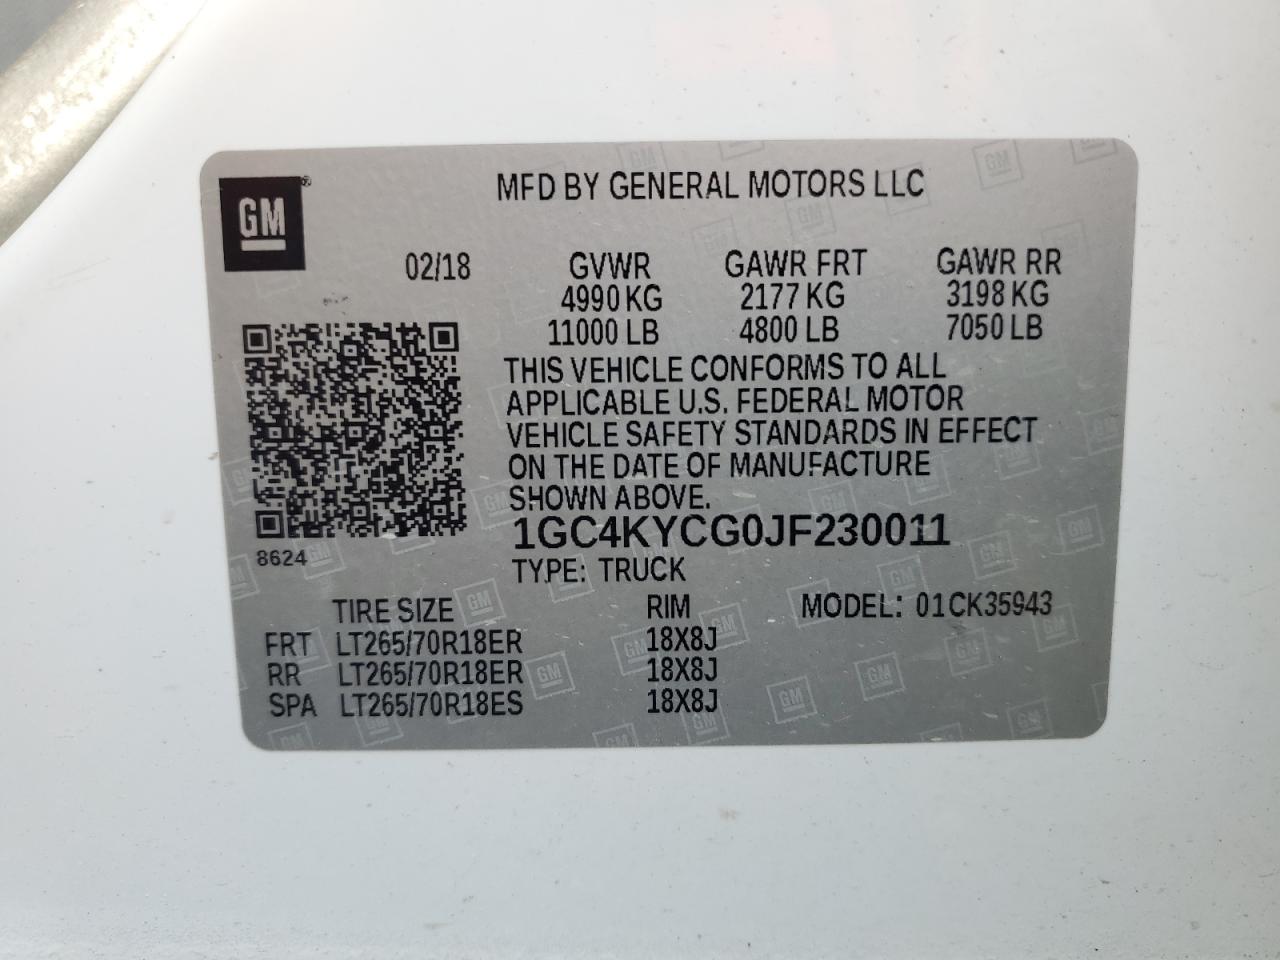 GM
MFD BY GENERAL MOTORS LLC
02/18 GVWR GAWR FRT GAWR RR
4990 KG 2177 KG 3198 KG
11000 LB 4800 LB 7050 LB
THIS VEHICLE CONFORMS TO ALL
APPLICABLE U.S. FEDERAL MOTOR
VEHICLE SAFETY STANDARDS IN EFFECT
ON THE DATE OF MANUFACTURE
SHOWN ABOVE.
1GC4KYCG0JF230011
8624
TYPE: TRUCK
TIRE SIZE RIM MODEL: 01CK35943
FRT LT265/70R18ER 18X8J
RR LT265/70R18ER 18X8J
SPA LT265/70R18ES 18X8J